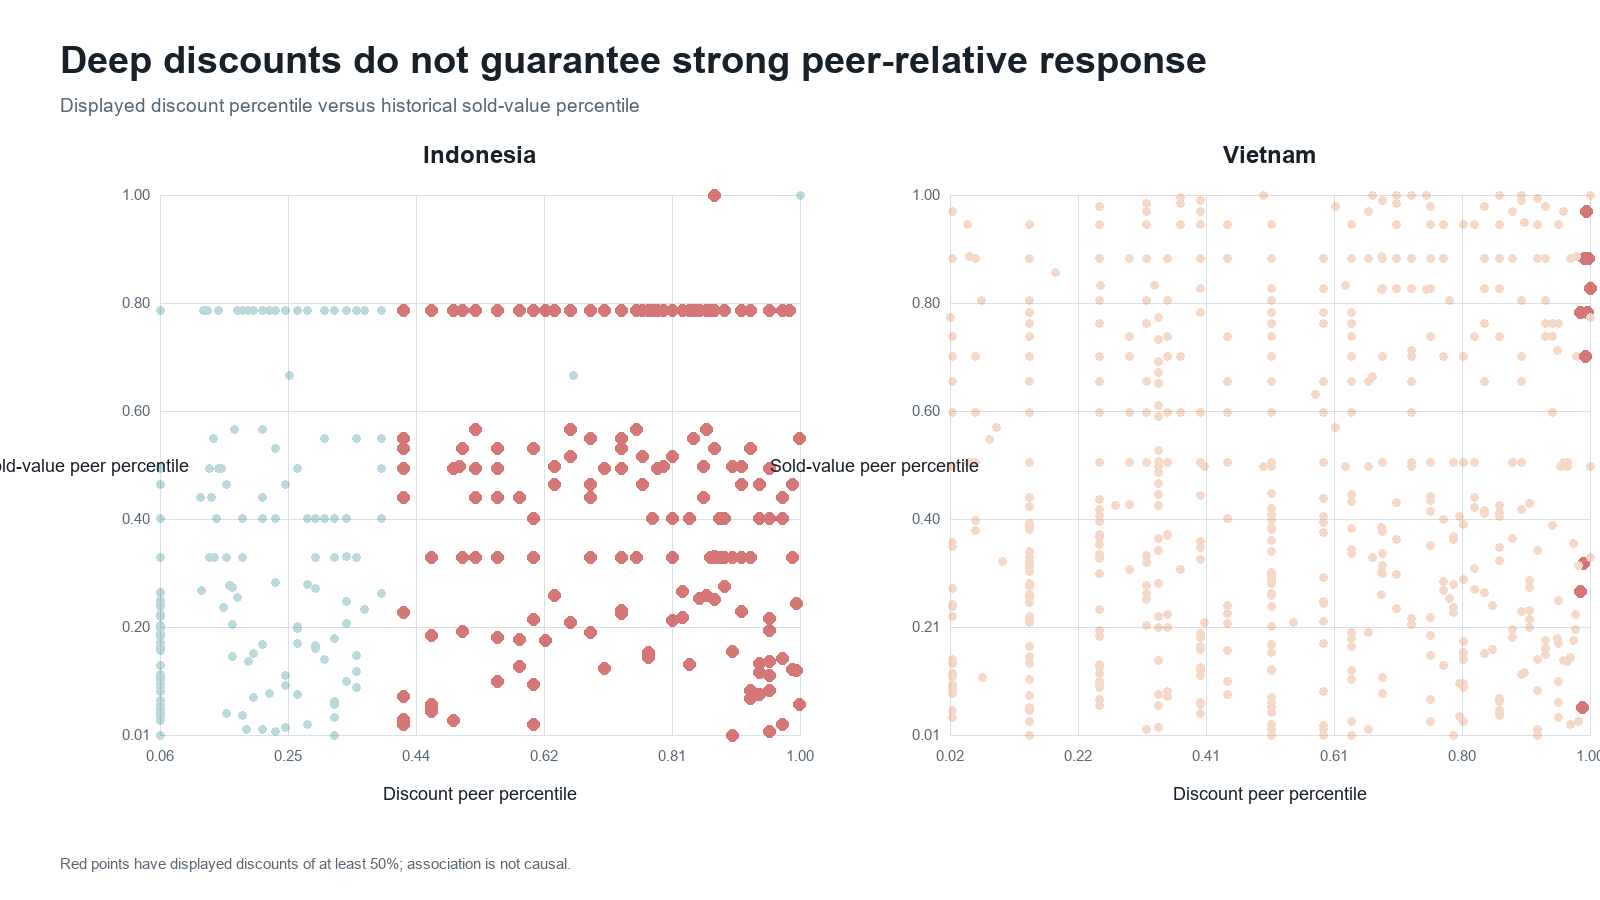 Deep discounts do not guarantee strong peer-relative response
Displayed discount percentile versus historical sold-value percentile
Indonesia
Vietnam
1.00
0.80
0.60
0.40
0.20
0.01
old-value peer percentile
0.06
0.25
0.44
0.62
0.81
1.00
Discount peer percentile
1.00
0.80
0.60
0.40
0.21
0.01
Sold-value peer percentile
0.02
0.22
0.41
0.61
0.80
1.00
Discount peer percentile
Red points have displayed discounts of at least 50%; association is not causal.